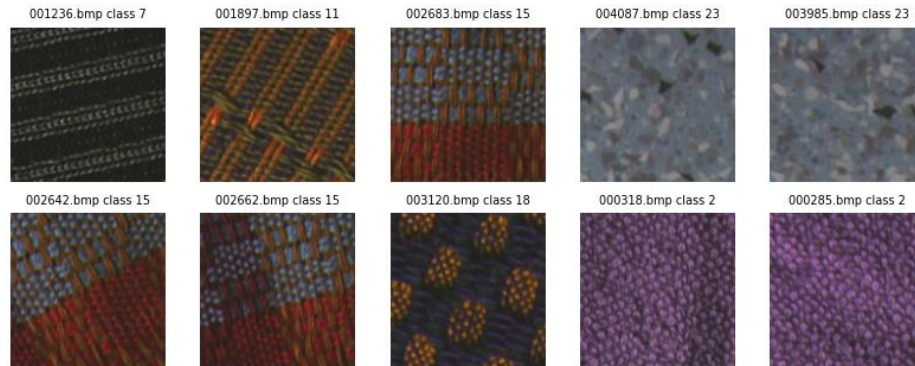 001236.bmp class 7
001897.bmp class 11
002683.bmp class 15
004087.bmp class 23
003985.bmp class 23
002642.bmp class 15
002662.bmp class 15
003120.bmp class 18
000318.bmp class 2
000285.bmp class 2